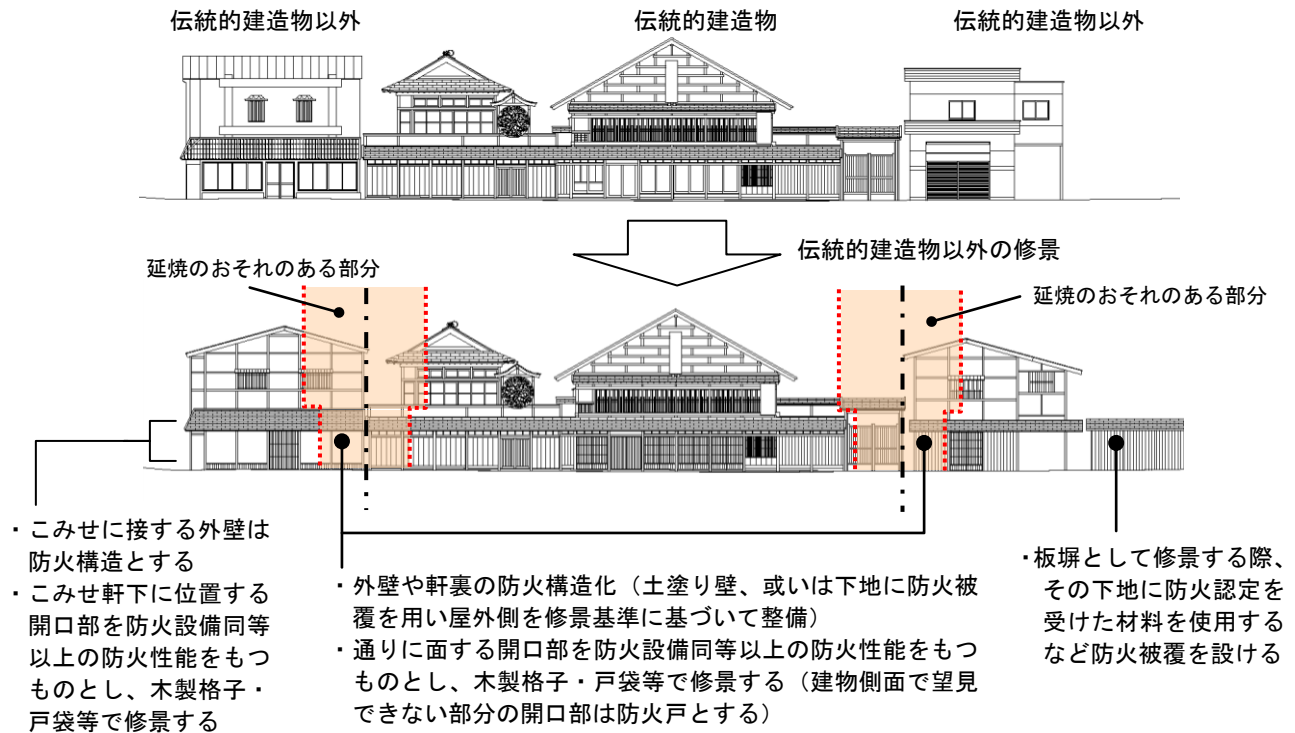 伝統的建造物以外
伝統的建造物
伝統的建造物以外
伝統的建造物以外の修景
延焼のおそれのある部分
延焼のおそれのある部分
・こみせに接する外壁は
防火構造とする
・こみせ軒下に位置する
開口部を防火設備同等
以上の防火性能をもつ
ものとし、木製格子・
戸袋等で修景する
・外壁や軒裏の防火構造化（土塗り壁、或いは下地に防火被
覆を用い屋外側を修景基準に基づいて整備）
・通りに面する開口部を防火設備同等以上の防火性能をもつ
ものとし、木製格子・戸袋等で修景する（建物側面で望見
できない部分の開口部は防火戸とする）
・板塀として修景する際、
その下地に防火認定を
受けた材料を使用する
など防火被覆を設ける